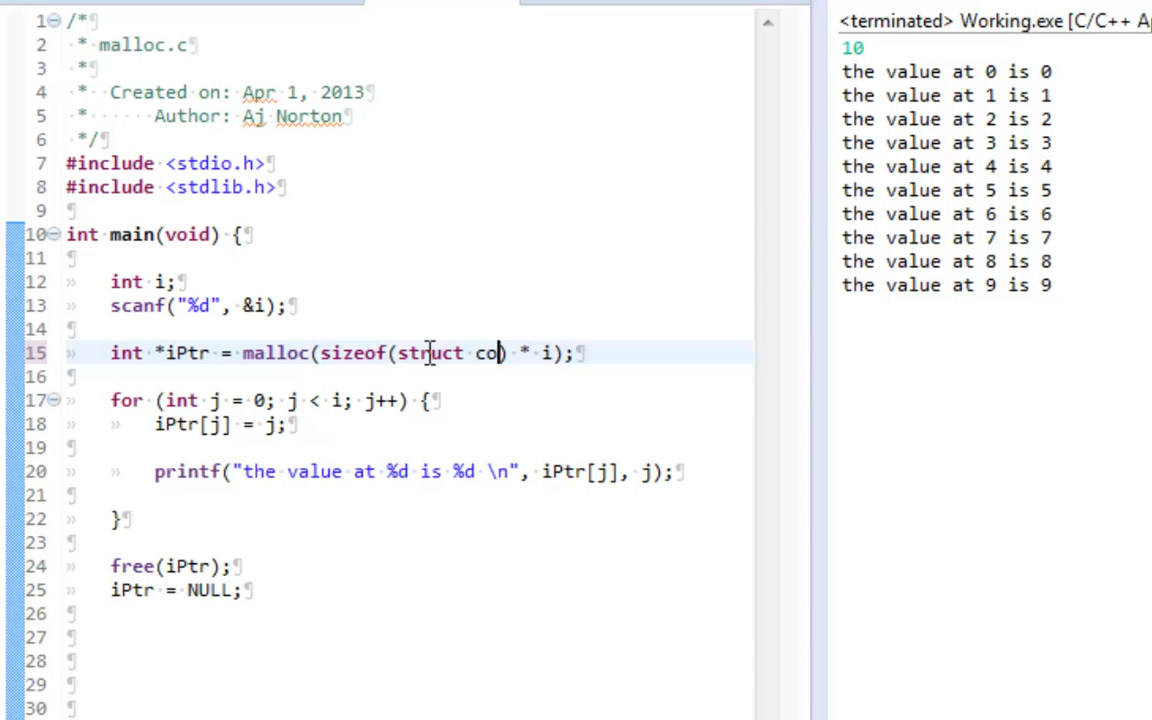 1 /*
2 * malloc.c
3 *
4 * Created on: Apr 1, 2013
5 * Author: Aj Norton
6 */
7 #include <stdio.h>
8 #include <stdlib.h>
9
10 int main(void) {
11
12 int i;
13 scanf("%d", &i);
14
15 int *iPtr = malloc(sizeof(struct co) * i);
16
17 for (int j = 0; j < i; j++) {
18 iPtr[j] = j;
19
20 printf("the value at %d is %d \n", iPtr[j], j);
21
22 }
23
24 free(iPtr);
25 iPtr = NULL;
26
27
28
29
30
<terminated> Working.exe [C/C++ Ap
10
the value at 0 is 0
the value at 1 is 1
the value at 2 is 2
the value at 3 is 3
the value at 4 is 4
the value at 5 is 5
the value at 6 is 6
the value at 7 is 7
the value at 8 is 8
the value at 9 is 9